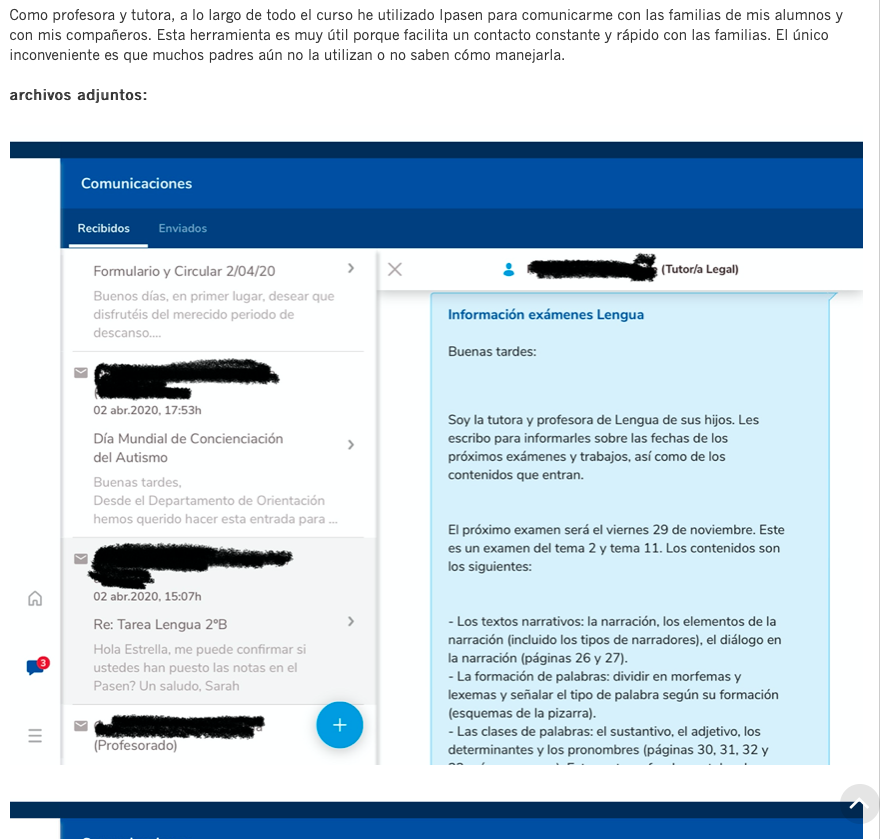 Como profesora y tutora, a lo largo de todo el curso he utilizado Ipasen para comunicarme con las familias de mis alumnos y
con mis compañeros. Esta herramienta es muy útil porque facilita un contacto constante y rápido con las familias. El único
inconveniente es que muchos padres aún no la utilizan o no saben cómo manejarla.
archivos adjuntos:
Comunicaciones
Recibidos
Enviados
Formulario y Circular 2/04/20
Buenos días, en primer lugar, desear que
disfrutéis del merecido periodo de
descanso....
02 abr.2020, 17:53h
Día Mundial de Concienciación
del Autismo
Buenas tardes,
Desde el Departamento de Orientación
hemos querido hacer esta entrada para ...
02 abr.2020, 15:07h
Re: Tarea Lengua 2ºB
Hola Estrella, me puede confirmar si
ustedes han puesto las notas en el
Pasen? Un saludo, Sarah
(Profesorado)
3
+
(Tutor/a Legal)
Información exámenes Lengua
Buenas tardes:
Soy la tutora y profesora de Lengua de sus hijos. Les
escribo para informarles sobre las fechas de los
próximos exámenes y trabajos, así como de los
contenidos que entran.
El próximo examen será el viernes 29 de noviembre. Este
es un examen del tema 2 y tema 11. Los contenidos son
los siguientes:
- Los textos narrativos: la narración, los elementos de la
narración (incluido los tipos de narradores), el diálogo en
la narración (páginas 26 y 27).
- La formación de palabras: dividir en morfemas y
lexemas y señalar el tipo de palabra según su formación
(esquemas de la pizarra).
- Las clases de palabras: el sustantivo, el adjetivo, los
determinantes y los pronombres (páginas 30, 31, 32 y